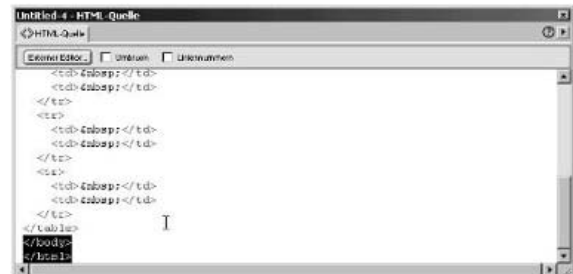 Untitled-4 - HTML-Quelle
HTML-Quelle
Externer Editor... Umbruch Liniennummern
<td>&nbsp;</td>
<td>&nbsp;</td>
</tr>
<tr>
<td>&nbsp;</td>
<td>&nbsp;</td>
</tr>
<tr>
<td>&nbsp;</td>
<td>&nbsp;</td>
</tr>
</table>
</body>
</html>